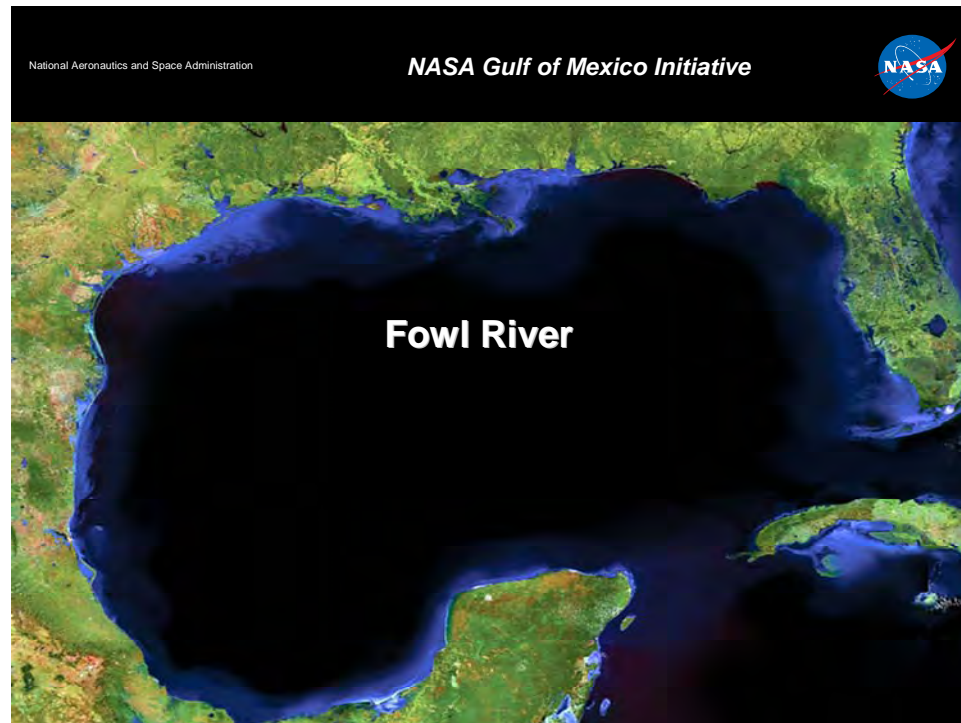 National Aeronautics and Space Administration
NASA Gulf of Mexico Initiative
NASA
Fowl River